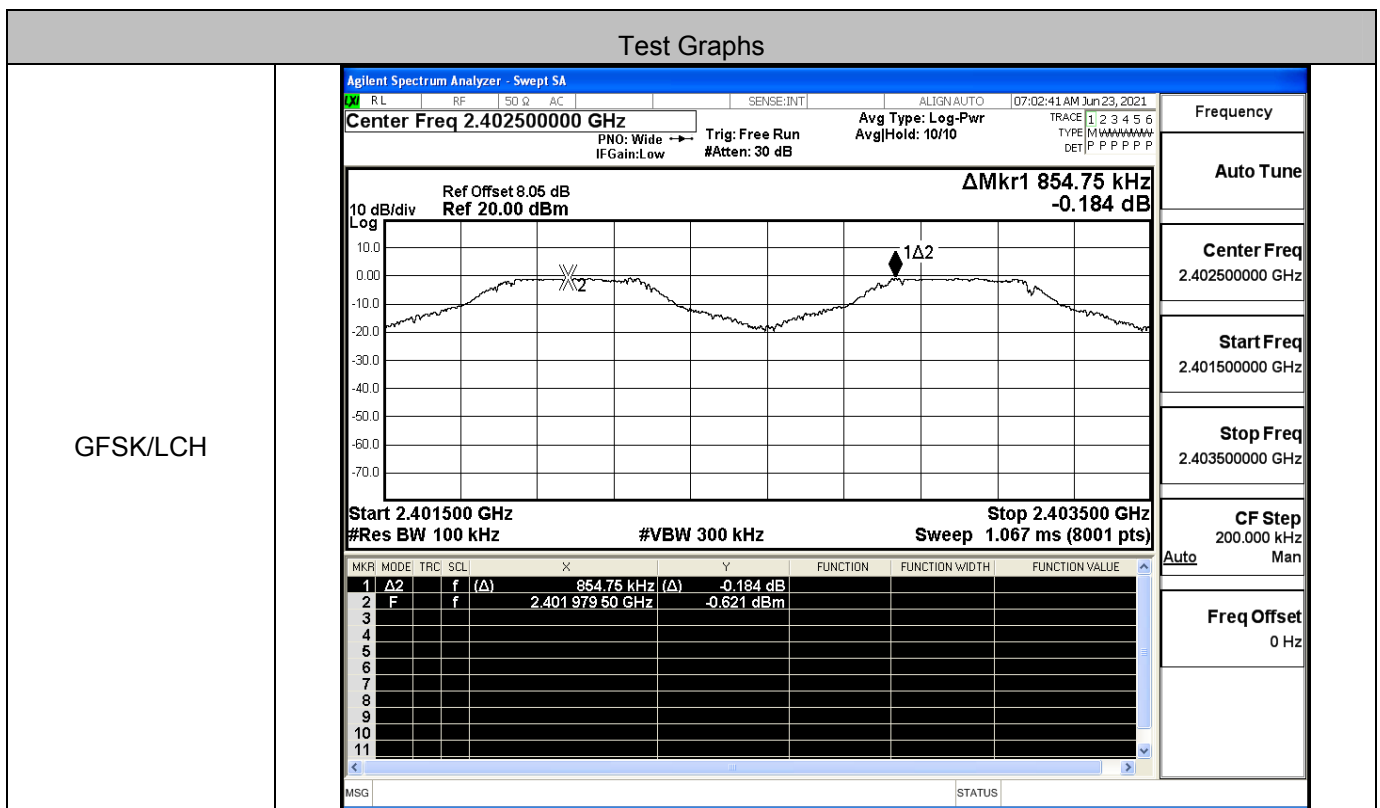 Test Graphs
GFSK/LCH
Agilent Spectrum Analyzer - Swept SA
LXI RL RF 50 Ω AC SENSE:INT ALIGN AUTO 07:02:41 AM Jun 23, 2021
Center Freq 2.402500000 GHz
PNO: Wide
IFGain:Low
Trig: Free Run
#Atten: 30 dB
Avg Type: Log-Pwr
Avg|Hold: 10/10
TRACE 1 2 3 4 5 6
TYPE M WWWWW
DET P P P P P P
ΔMkr1 854.75 kHz
-0.184 dB
Ref Offset 8.05 dB
10 dB/div Ref 20.00 dBm
Log
10.0
0.00
-10.0
-20.0
-30.0
-40.0
-50.0
-60.0
-70.0
1Δ2
2
Start 2.401500 GHz Stop 2.403500 GHz
#Res BW 100 kHz #VBW 300 kHz Sweep 1.067 ms (8001 pts)
MKR MODE TRC SCL X Y FUNCTION FUNCTION WIDTH FUNCTION VALUE
1 Δ2 f (Δ) 854.75 kHz (Δ) -0.184 dB
2 F f 2.401 979 50 GHz -0.621 dBm
3
4
5
6
7
8
9
10
11
MSG STATUS
Frequency
Auto Tune
Center Freq
2.402500000 GHz
Start Freq
2.401500000 GHz
Stop Freq
2.403500000 GHz
CF Step
200.000 kHz
Auto Man
Freq Offset
0 Hz